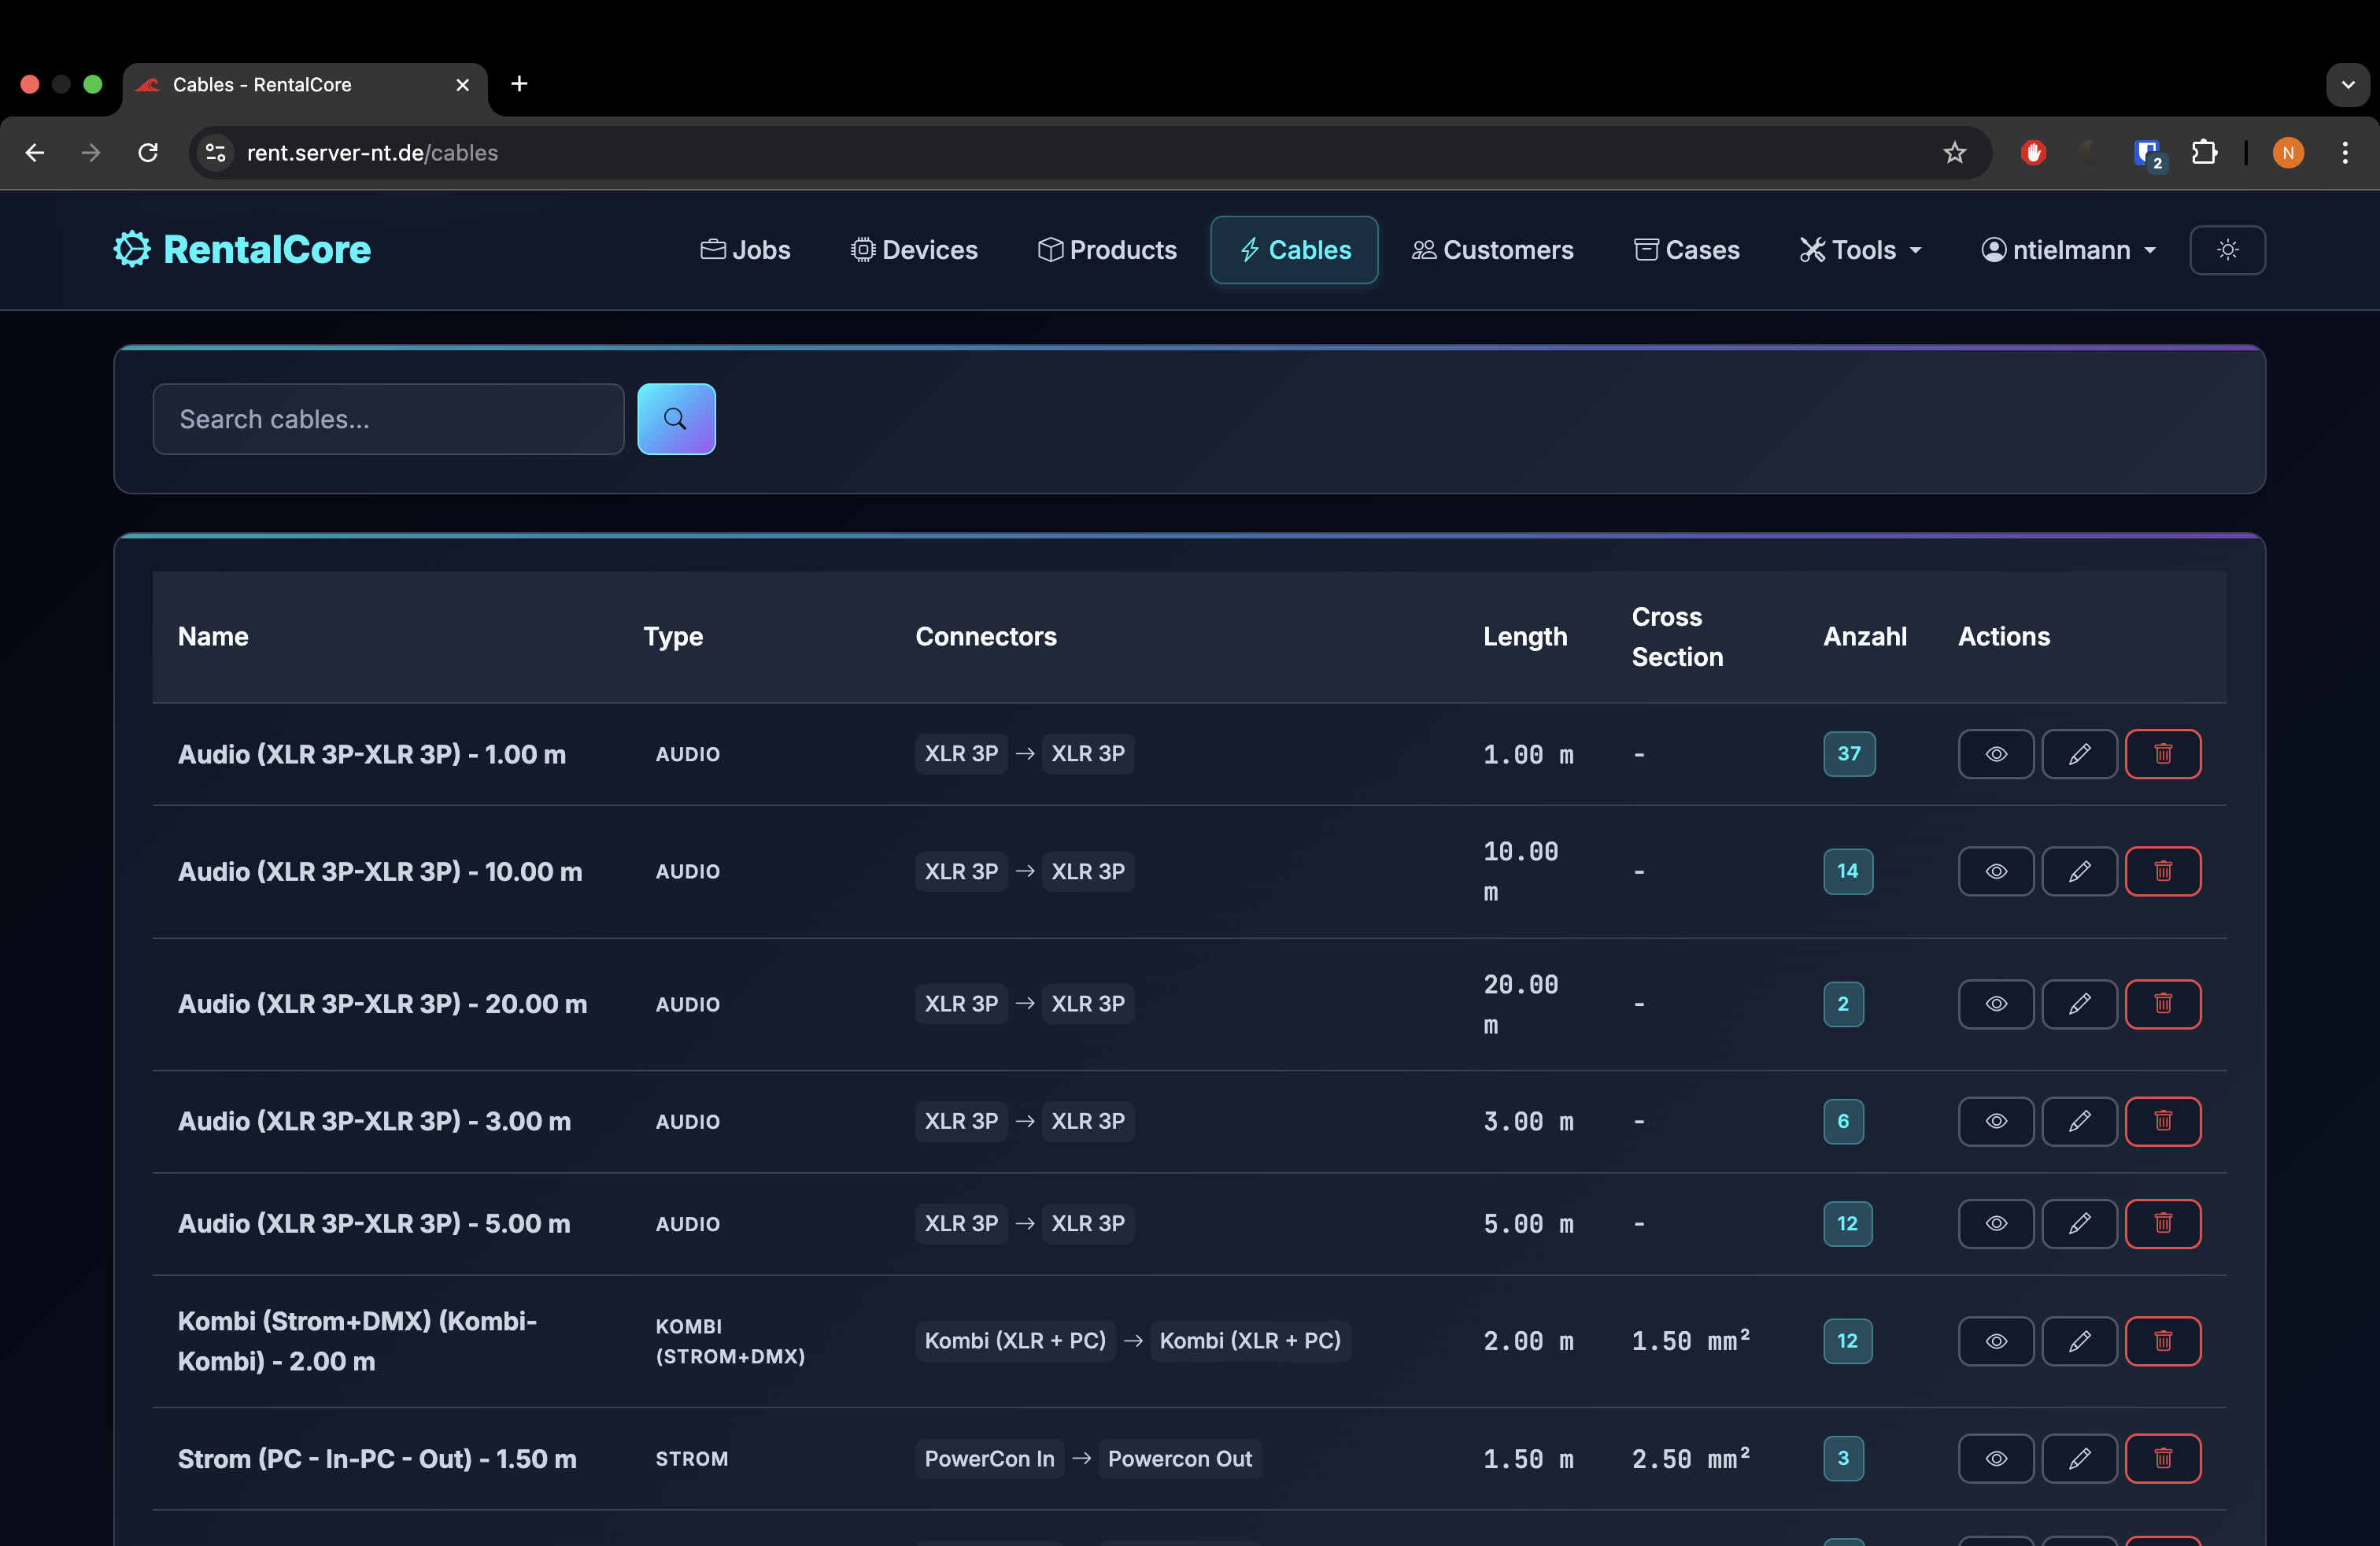 Cables - RentalCore
rent.server-nt.de/cables
2
N
RentalCore
Jobs
Devices
Products
Cables
Customers
Cases
Tools
ntielmann
Search cables...
Name Type Connectors Length Cross Section Anzahl Actions
Audio (XLR 3P-XLR 3P) - 1.00 m AUDIO XLR 3P → XLR 3P 1.00 m - 37
Audio (XLR 3P-XLR 3P) - 10.00 m AUDIO XLR 3P → XLR 3P 10.00 m - 14
Audio (XLR 3P-XLR 3P) - 20.00 m AUDIO XLR 3P → XLR 3P 20.00 m - 2
Audio (XLR 3P-XLR 3P) - 3.00 m AUDIO XLR 3P → XLR 3P 3.00 m - 6
Audio (XLR 3P-XLR 3P) - 5.00 m AUDIO XLR 3P → XLR 3P 5.00 m - 12
Kombi (Strom+DMX) (Kombi-Kombi) - 2.00 m KOMBI (STROM+DMX) Kombi (XLR + PC) → Kombi (XLR + PC) 2.00 m 1.50 mm² 12
Strom (PC - In-PC - Out) - 1.50 m STROM PowerCon In → Powercon Out 1.50 m 2.50 mm² 3